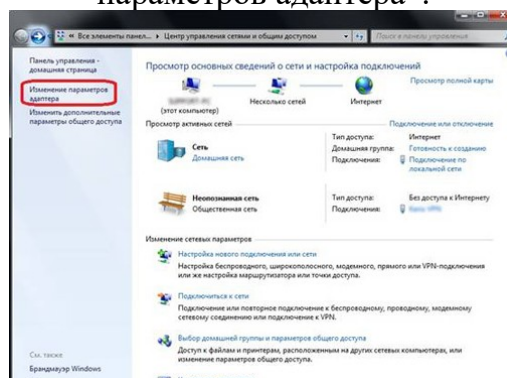 параметров адаптера".
« Все элементы панел... ▸ Центр управления сетями и общим доступом
Поиск в панели управления
Панель управления -
домашняя страница
Изменение параметров
адаптера
Изменить дополнительные
параметры общего доступа
См. также
Брандмауэр Windows
Просмотр основных сведений о сети и настройка подключений
(этот компьютер)
Несколько сетей
Интернет
Просмотр полной карты
Просмотр активных сетей
Подключение или отключение
Сеть
Домашняя сеть
Тип доступа: Интернет
Домашняя группа: Готовность к созданию
Подключения: Подключение по
локальной сети
Неопознанная сеть
Общественная сеть
Тип доступа: Без доступа к Интернету
Подключения:
Изменение сетевых параметров
Настройка нового подключения или сети
Настройка беспроводного, широкополосного, модемного, прямого или VPN-подключения
или же настройка маршрутизатора или точки доступа.
Подключиться к сети
Подключение или повторное подключение к беспроводному, проводному, модемному
сетевому соединению или подключение к VPN.
Выбор домашней группы и параметров общего доступа
Доступ к файлам и принтерам, расположенным на других сетевых компьютерах, или
изменение параметров общего доступа.